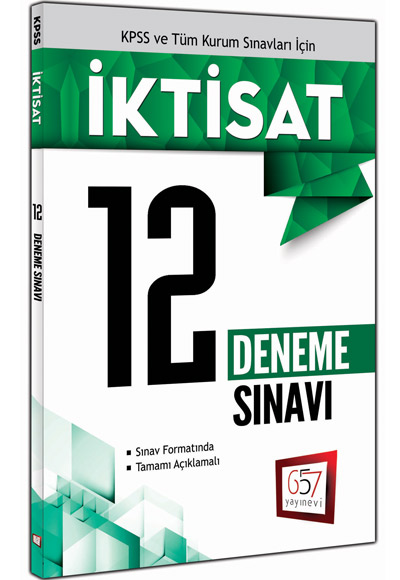 KPSS ve Tüm Kurum Sınavları İçin
İKTİSAT
12
DENEME
SINAVI
▪ Sınav Formatında
▪ Tamamı Açıklamalı
657
yayınevi
KPSS
İKTİSAT
12
DENEME SINAVI